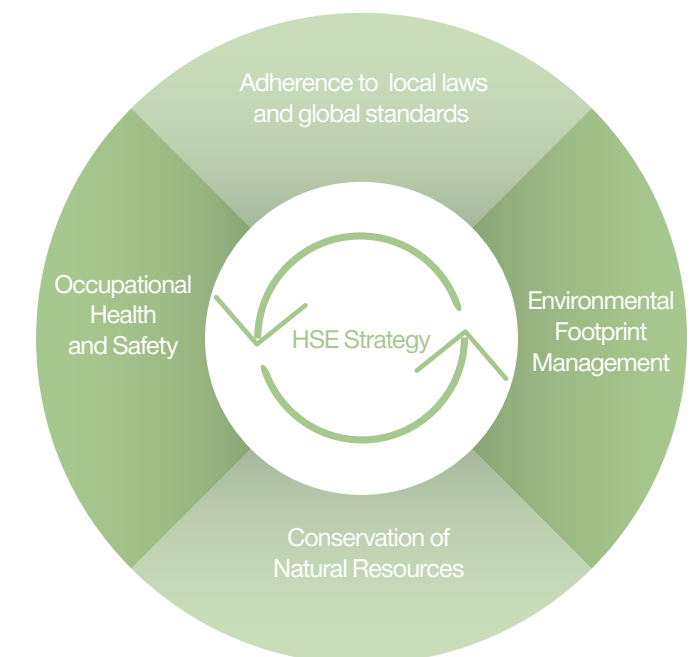 Adherence to local laws
and global standards
Occupational
Health
and Safety
HSE Strategy
Environmental
Footprint
Management
Conservation of
Natural Resources